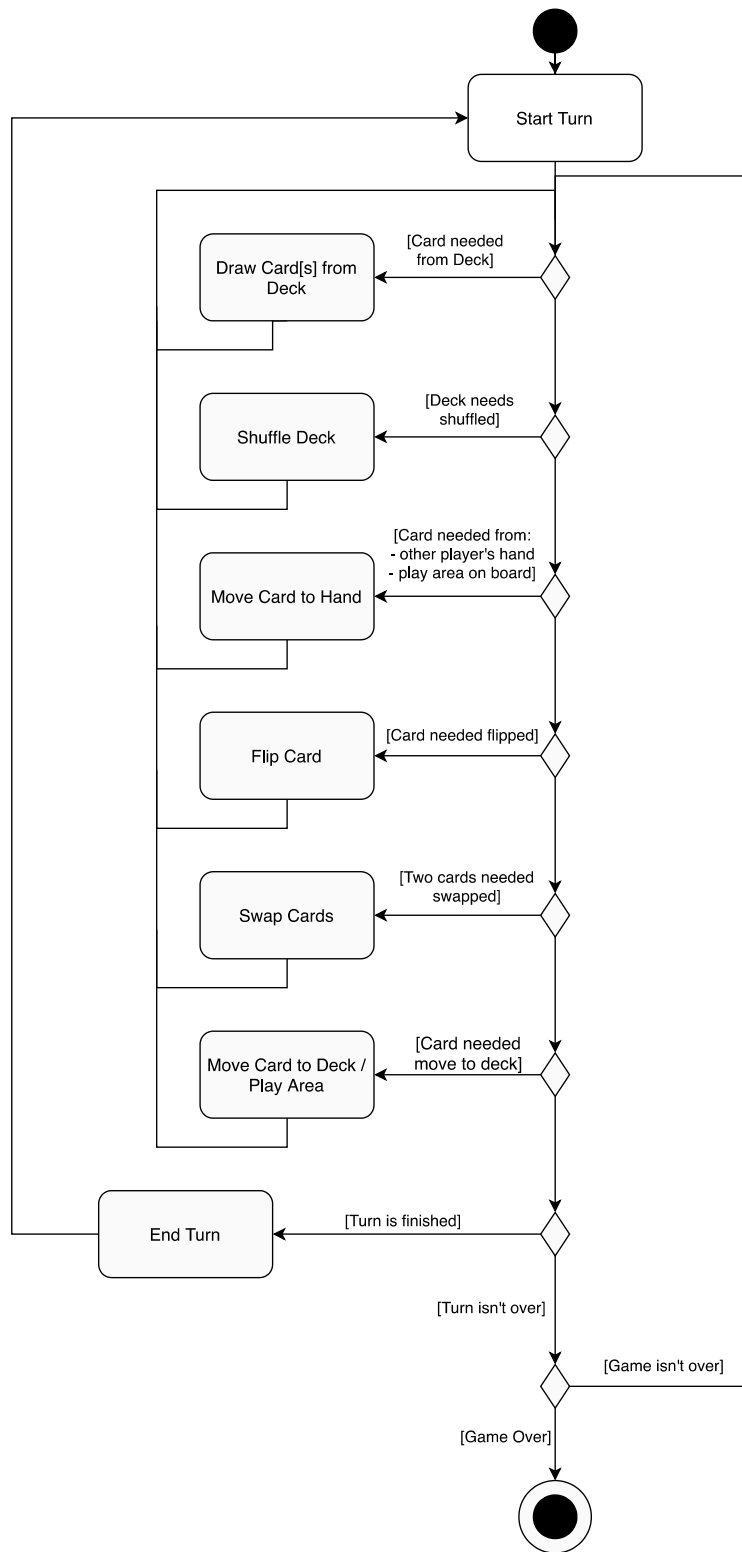 Start Turn
[Card needed
from Deck]
Draw Card[s] from
Deck
[Deck needs
shuffled]
Shuffle Deck
[Card needed from:
- other player's hand
- play area on board]
Move Card to Hand
[Card needed flipped]
Flip Card
[Two cards needed
swapped]
Swap Cards
[Card needed
move to deck]
Move Card to Deck /
Play Area
[Turn is finished]
End Turn
[Turn isn't over]
[Game isn't over]
[Game Over]